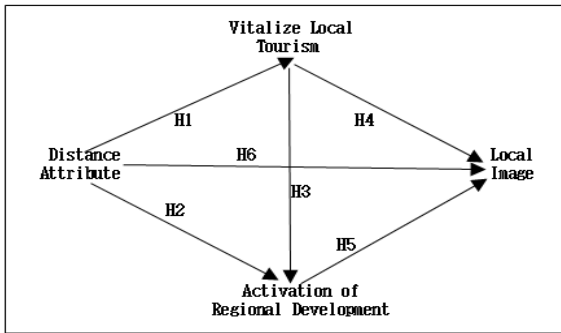 Vitalize Local
Tourism
H1
H4
Distance
Attribute
H6
Local
Image
H3
H2
H5
Activation of
Regional Development